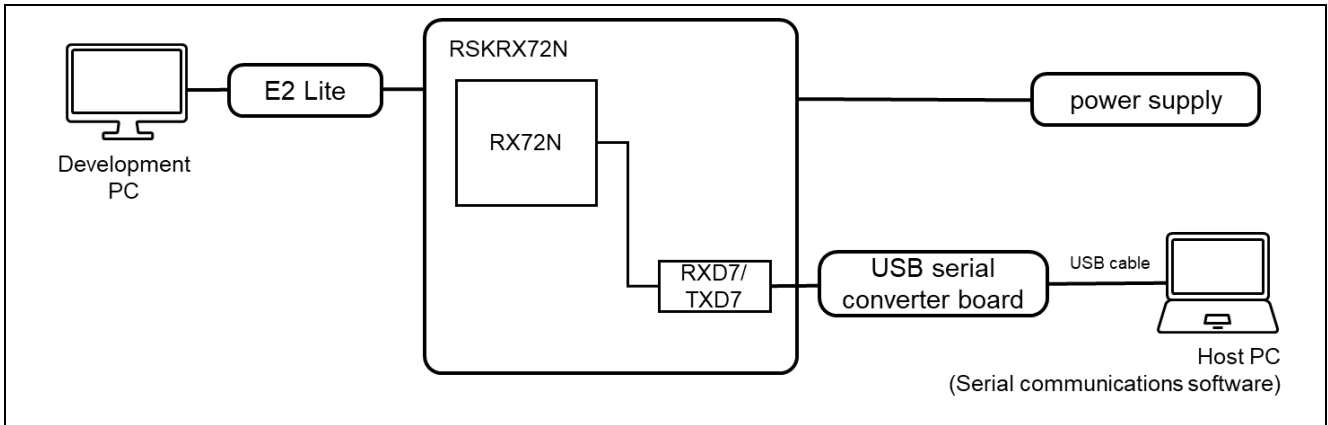 RSKRX72N
E2 Lite
RX72N
power supply
Development
PC
RXD7/
TXD7
USB serial
converter board
USB cable
Host PC
(Serial communications software)